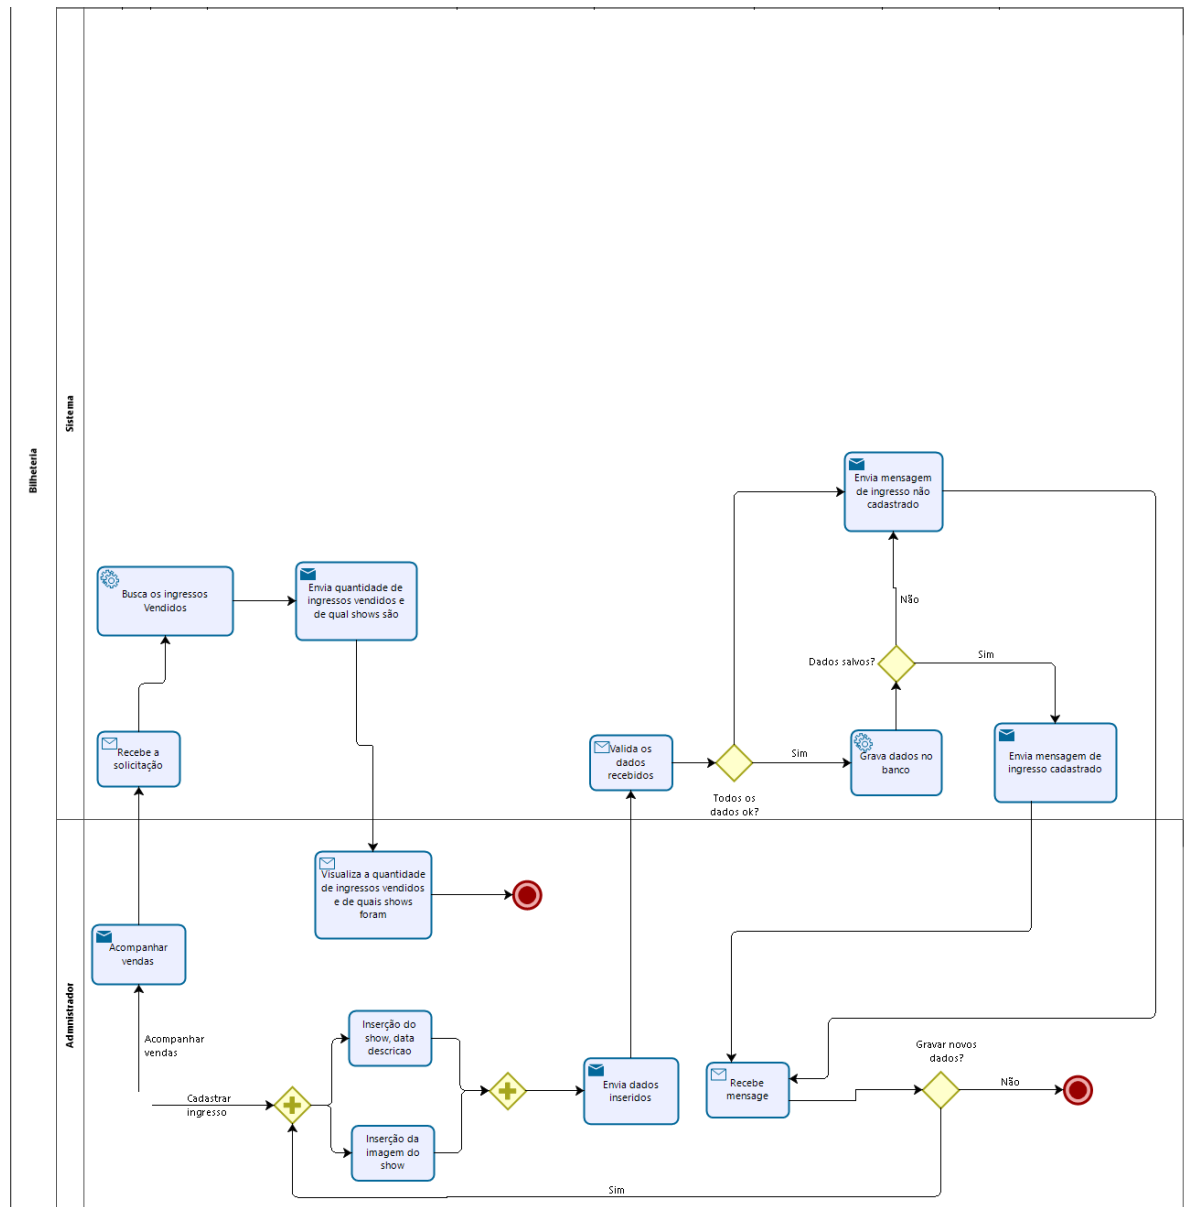 Bilheteria
Sistema
Admnistrador
Envia mensagem
de ingresso não
cadastrado
Busca os ingressos
Vendidos
Envia quantidade de
ingressos vendidos e
de qual shows são
Não
Dados salvos?
Sim
Recebe a
solicitação
Valida os
dados
recebidos
Sim
Todos os
dados ok?
Grava dados no
banco
Envia mensagem de
ingresso cadastrado
Visualiza a quantidade
de ingressos vendidos
e de quais shows
foram
Acompanhar
vendas
Acompanhar
vendas
Cadastrar
ingresso
Inserção do
show, data
descricao
Inserção da
imagem do
show
Envia dados
inseridos
Recebe
mensage
Gravar novos
dados?
Não
Sim